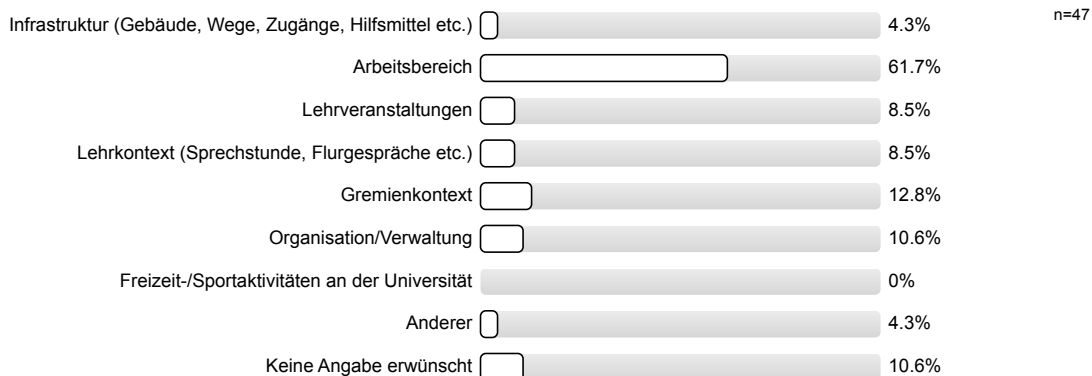 Infrastruktur (Gebäude, Wege, Zugänge, Hilfsmittel etc.) 4.3% n=47
Arbeitsbereich 61.7%
Lehrveranstaltungen 8.5%
Lehrkontext (Sprechstunde, Flurgespräche etc.) 8.5%
Gremienkontext 12.8%
Organisation/Verwaltung 10.6%
Freizeit-/Sportaktivitäten an der Universität 0%
Anderer 4.3%
Keine Angabe erwünscht 10.6%